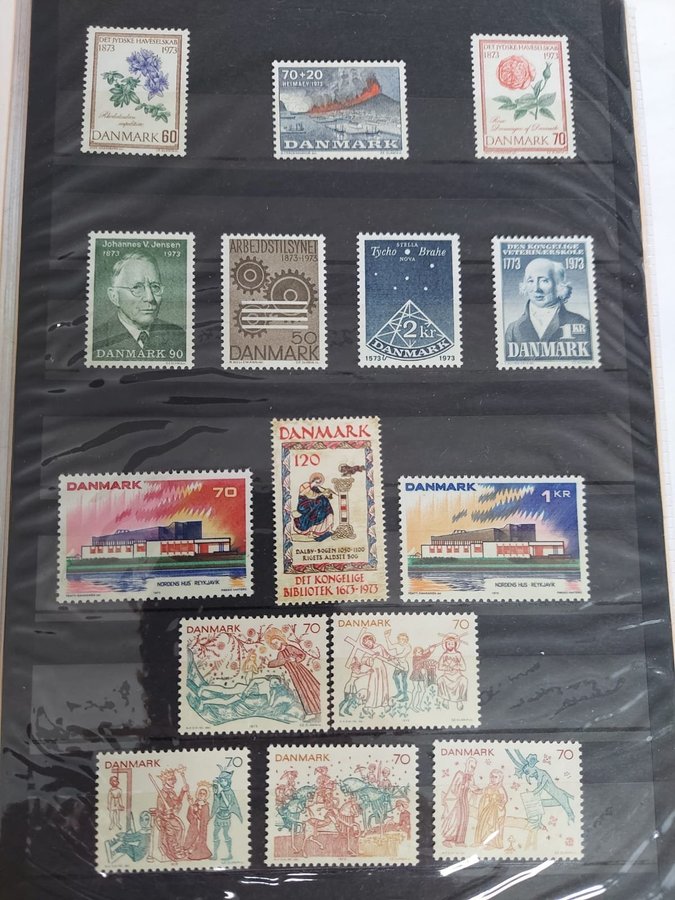 DET JYDSKE HAVESELSKAB
1873 1973
DANMARK 60
70+20
HEIMAEY 1973
DANMARK
DET JYDSKE HAVESELSKAB
1873 1973
DANMARK 70
Johannes V. Jensen
1873 1973
DANMARK 90
ARBEJDSTILSYNET
1873-1973
50
DANMARK
STELLA
Tycho Brahe
NOVA
2 kr
DANMARK
1573 1973
DEN KONGELIGE
VETERINÆRSKOLE
1773 1973
1 KR
DANMARK
DANMARK 70
NORDENS HUS · REYKJAVIK
DANMARK
120
DALBY-BOGEN 1050-1100
RIGETS ÆLDSTE BOG
DET KONGELIGE
BIBLIOTEK 1673-1973
DANMARK 1 KR
NORDENS HUS · REYKJAVIK
DANMARK 70
DANMARK 70
DANMARK 70
DANMARK 70
DANMARK 70